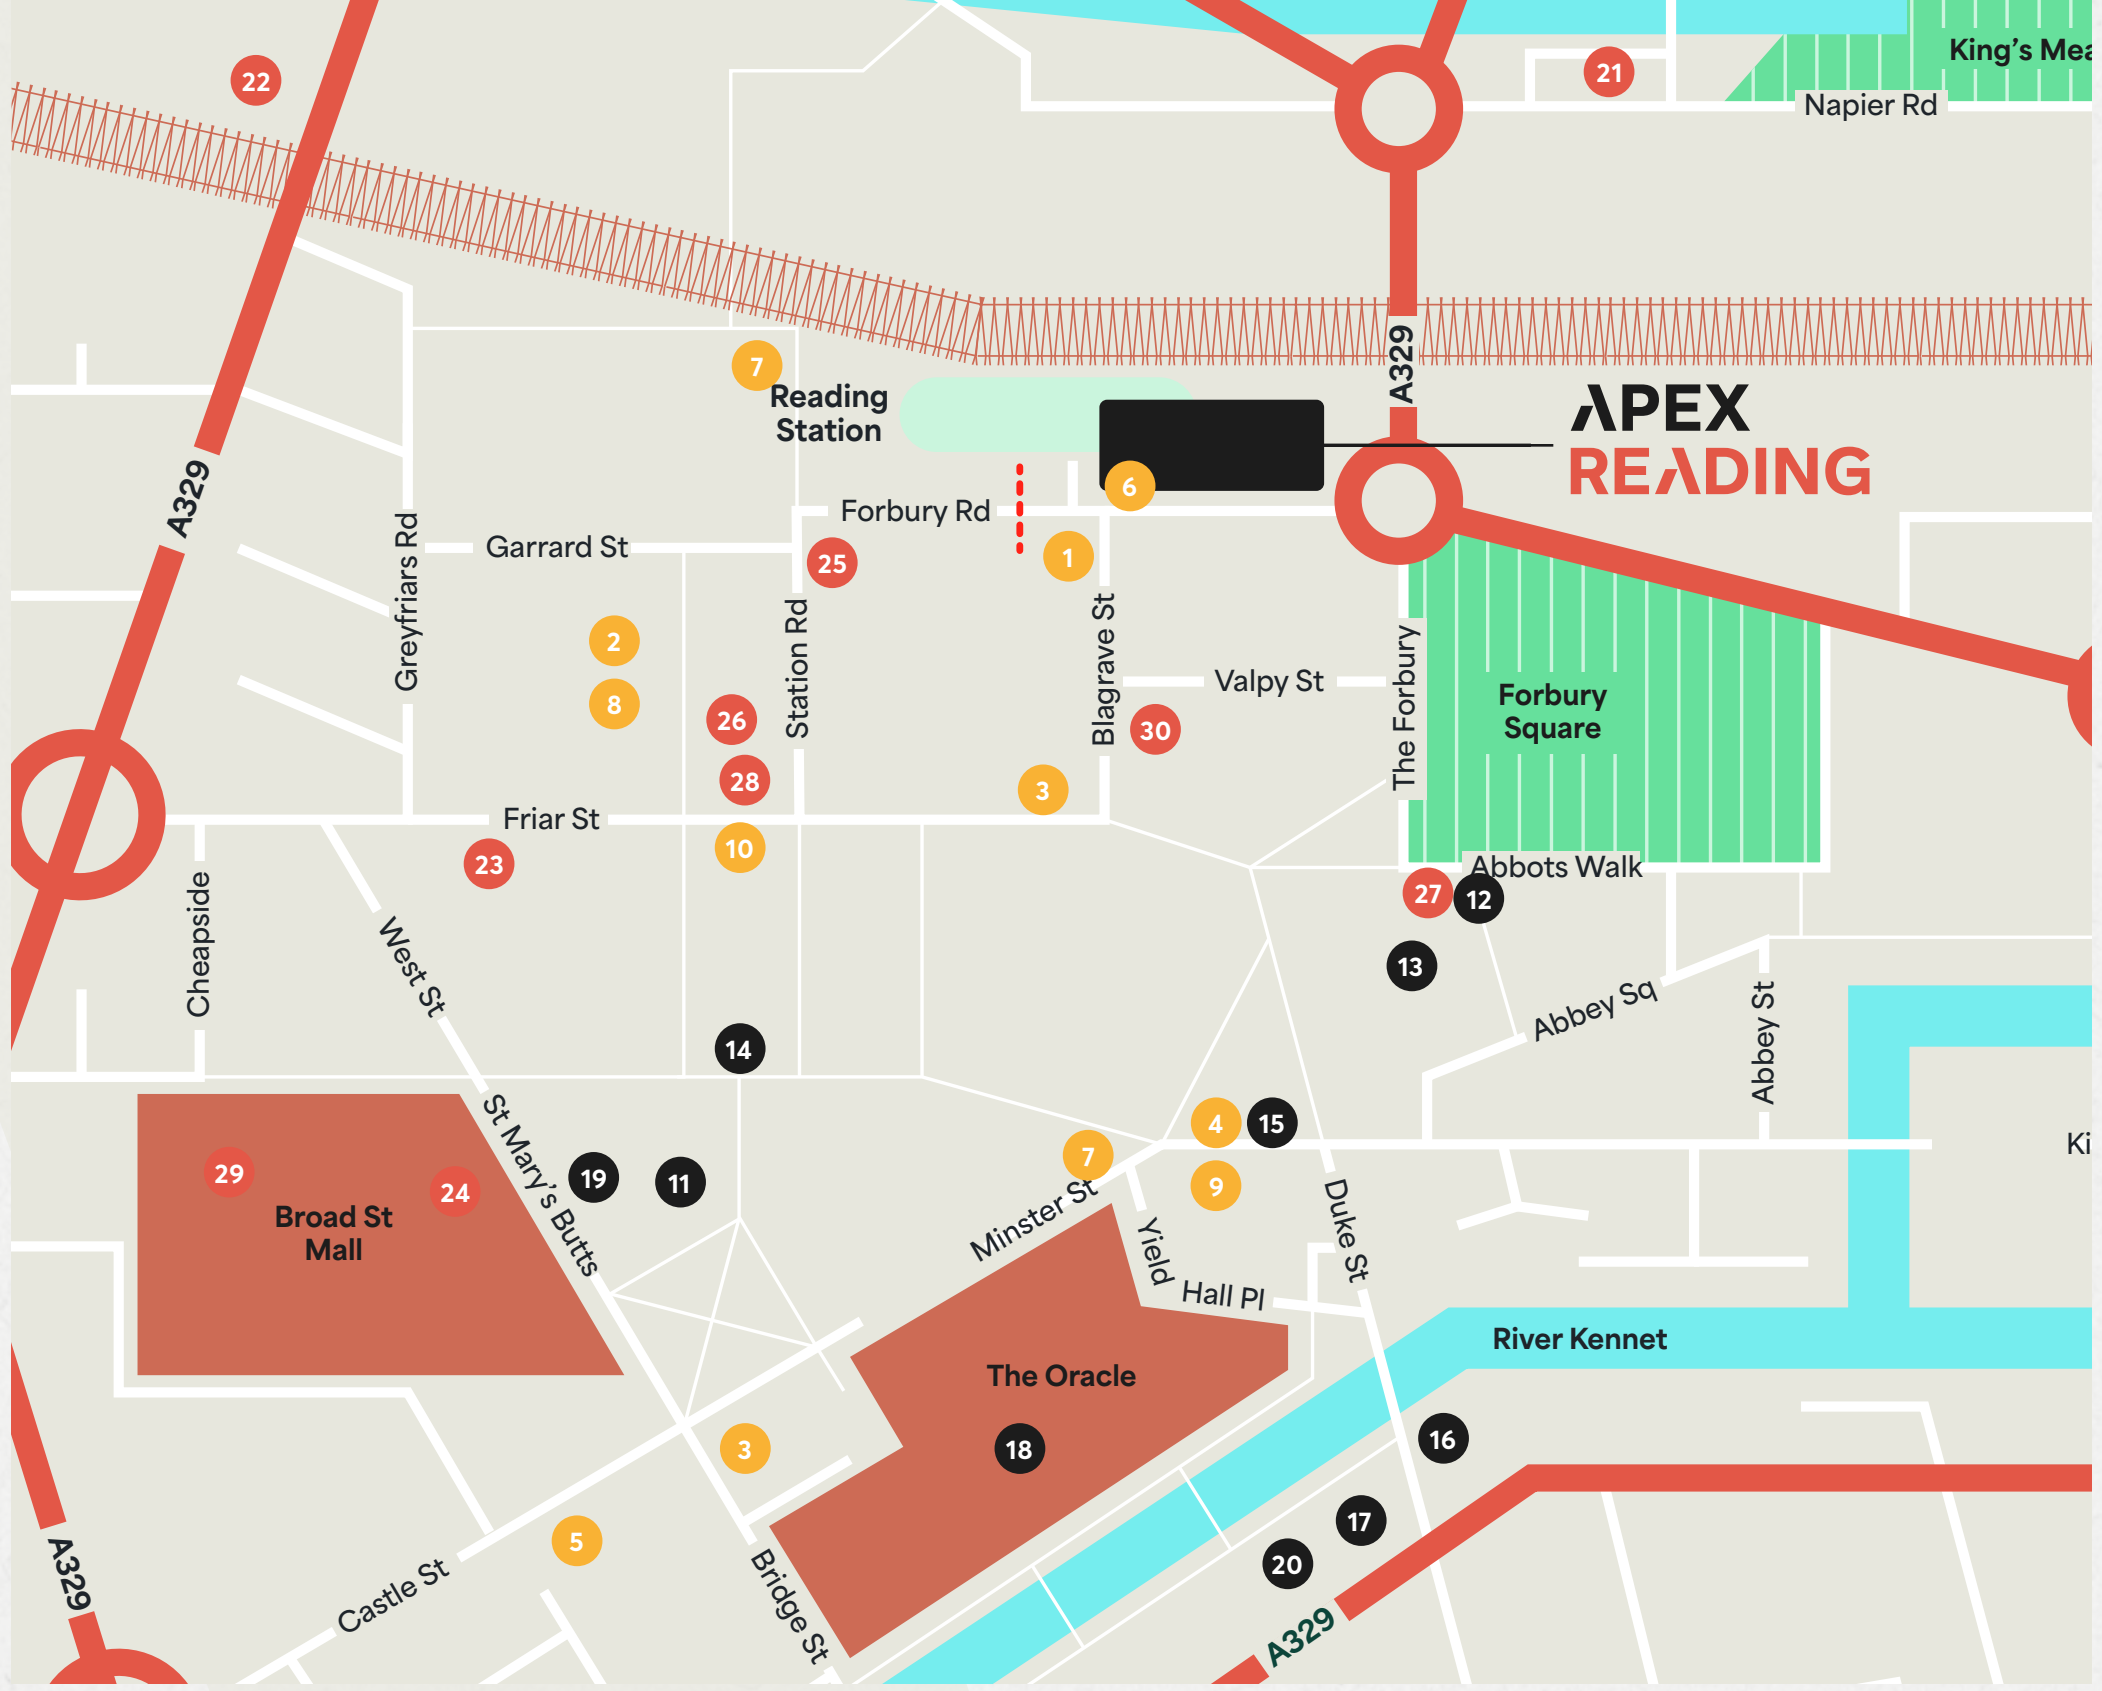 22
21
King's Mea
Napier Rd
A329
7
Reading
Station
APEX
READING
A329
6
Forbury Rd
Garrard St
25
1
Greyfriars Rd
2
8
Station Rd
Blagrave St
Valpy St
The Forbury
Forbury
Square
26
30
28
3
Friar St
23
10
Abbots Walk
27
12
Cheapside
West St
13
Abbey Sq
Abbey St
14
29
24
Broad St
Mall
St Mary's Butts
19
11
7
4
15
9
Minster St
Yield
Hall Pl
Duke St
Ki
River Kennet
The Oracle
18
3
16
5
17
20
Castle St
Bridge St
A329
A329